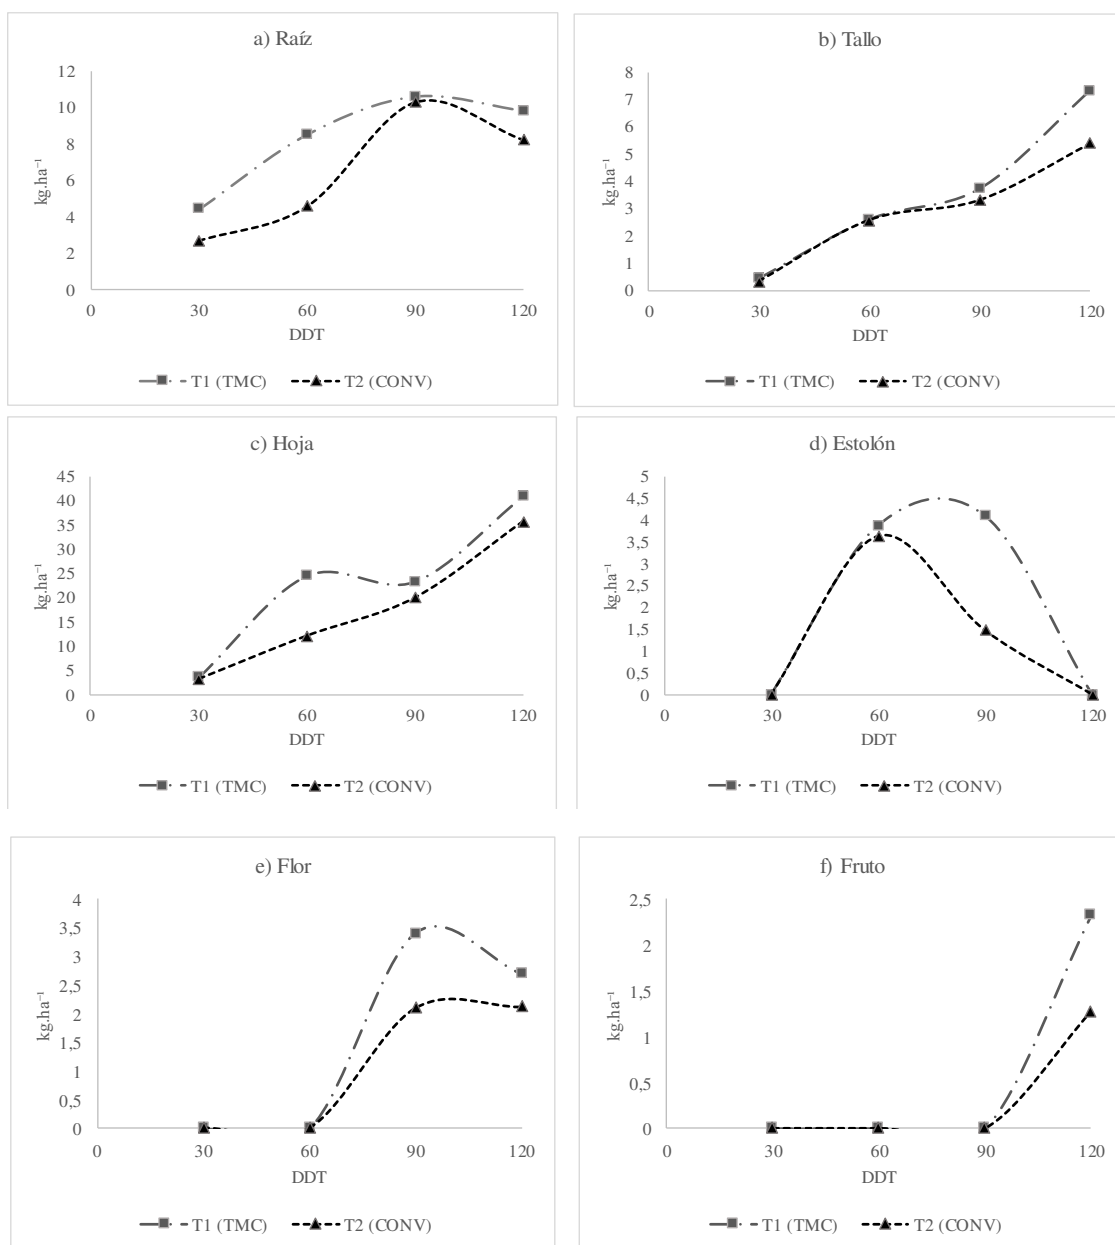 a) Raíz
12
10
8
6
4
2
0
kg.ha⁻¹
0 30 60 90 120
DDT
T1 (TMC) T2 (CONV)
b) Tallo
8
7
6
5
4
3
2
1
0
kg.ha⁻¹
0 30 60 90 120
DDT
T1 (TMC) T2 (CONV)
c) Hoja
45
40
35
30
25
20
15
10
5
0
kg.ha⁻¹
0 30 60 90 120
DDT
T1 (TMC) T2 (CONV)
d) Estolón
5
4,5
4
3,5
3
2,5
2
1,5
1
0,5
0
kg.ha⁻¹
0 30 60 90 120
DDT
T1 (TMC) T2 (CONV)
e) Flor
4
3,5
3
2,5
2
1,5
1
0,5
0
kg.ha⁻¹
0 30 60 90 120
DDT
T1 (TMC) T2 (CONV)
f) Fruto
2,5
2
1,5
1
0,5
0
kg.ha⁻¹
0 30 60 90 120
DDT
T1 (TMC) T2 (CONV)